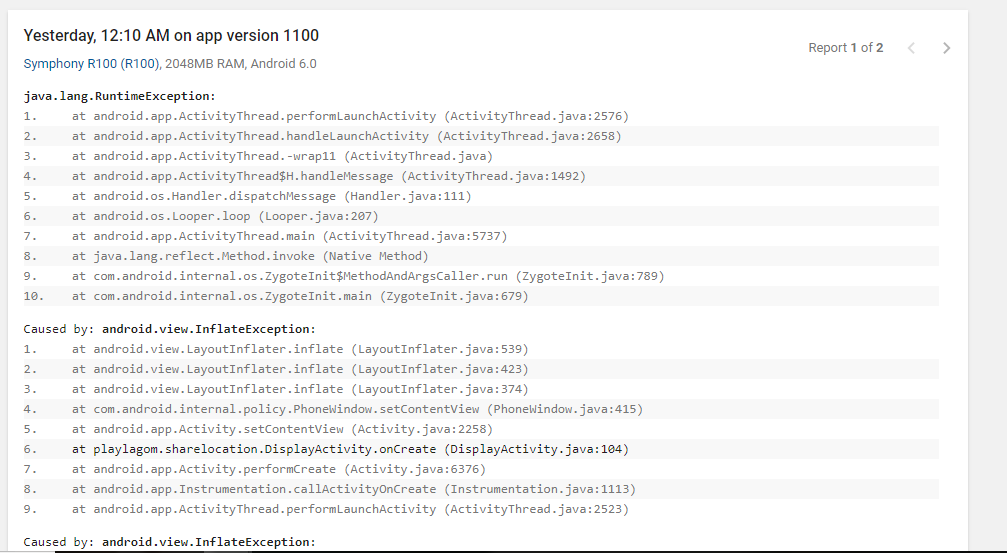 Yesterday, 12:10 AM on app version 1100
Report 1 of 2
Symphony R100 (R100), 2048MB RAM, Android 6.0
java.lang.RuntimeException:
1. at android.app.ActivityThread.performLaunchActivity (ActivityThread.java:2576)
2. at android.app.ActivityThread.handleLaunchActivity (ActivityThread.java:2658)
3. at android.app.ActivityThread.-wrap11 (ActivityThread.java)
4. at android.app.ActivityThread$H.handleMessage (ActivityThread.java:1492)
5. at android.os.Handler.dispatchMessage (Handler.java:111)
6. at android.os.Looper.loop (Looper.java:207)
7. at android.app.ActivityThread.main (ActivityThread.java:5737)
8. at java.lang.reflect.Method.invoke (Native Method)
9. at com.android.internal.os.ZygoteInit$MethodAndArgsCaller.run (ZygoteInit.java:789)
10. at com.android.internal.os.ZygoteInit.main (ZygoteInit.java:679)
Caused by: android.view.InflateException:
1. at android.view.LayoutInflater.inflate (LayoutInflater.java:539)
2. at android.view.LayoutInflater.inflate (LayoutInflater.java:423)
3. at android.view.LayoutInflater.inflate (LayoutInflater.java:374)
4. at com.android.internal.policy.PhoneWindow.setContentView (PhoneWindow.java:415)
5. at android.app.Activity.setContentView (Activity.java:2258)
6. at playlagom.sharelocation.DisplayActivity.onCreate (DisplayActivity.java:104)
7. at android.app.Activity.performCreate (Activity.java:6376)
8. at android.app.Instrumentation.callActivityOnCreate (Instrumentation.java:1113)
9. at android.app.ActivityThread.performLaunchActivity (ActivityThread.java:2523)
Caused by: android.view.InflateException: